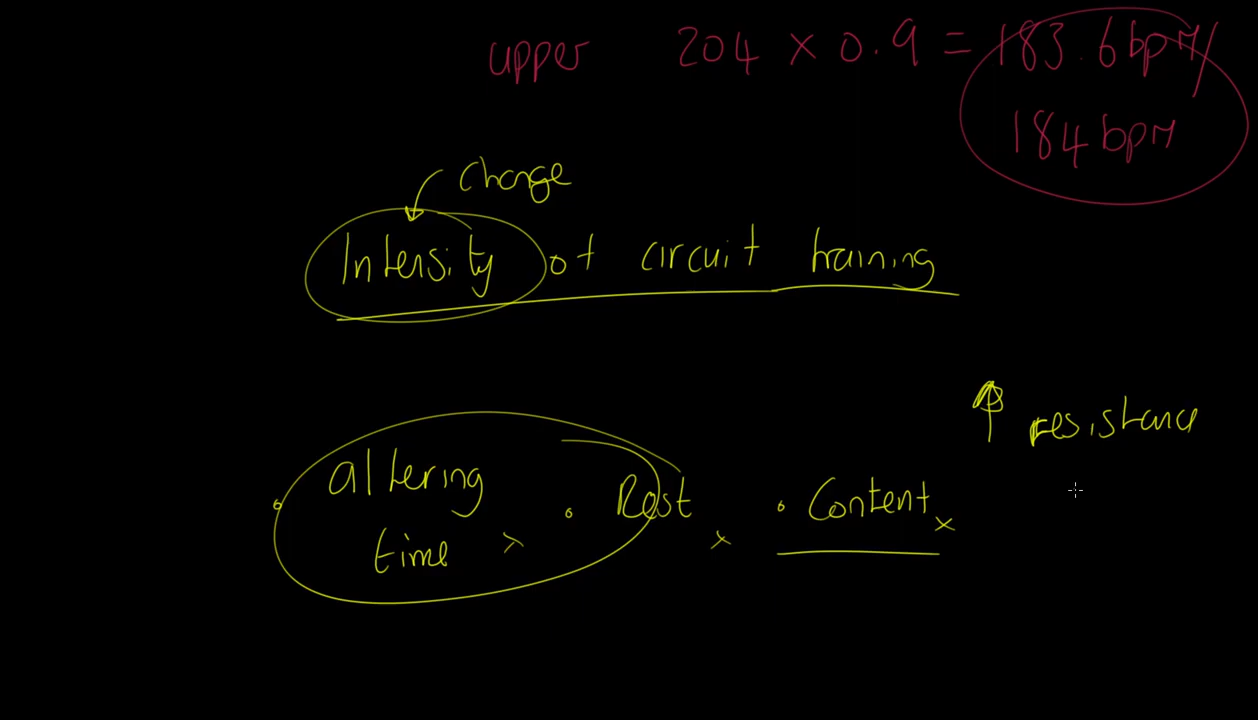 upper 204 × 0.9 = 183.6bpm/
184bpm
Change
Intensity of circuit training
↑ resistance
• altering • Rest × • Content ×
time ×